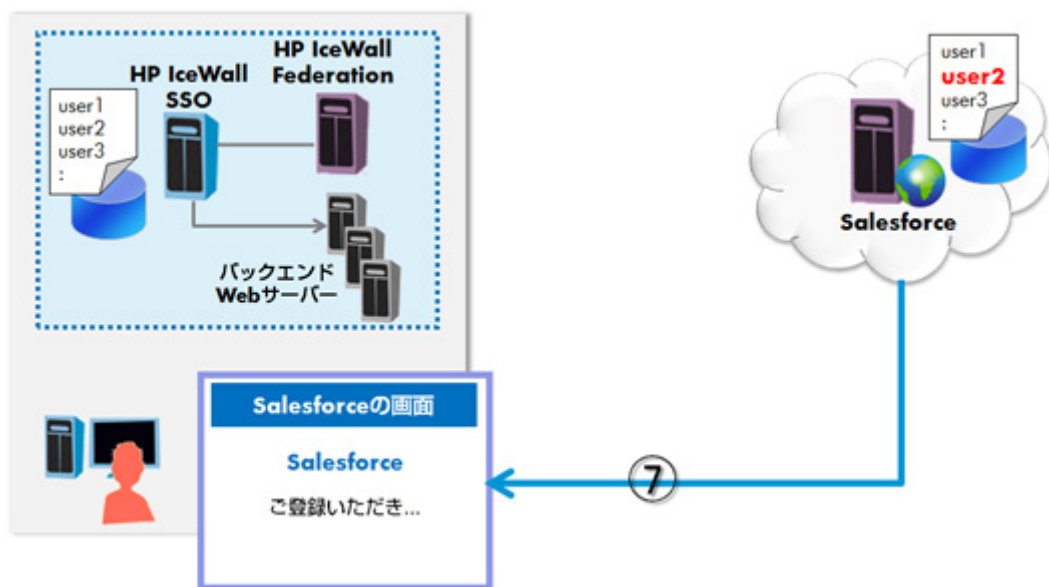 HP IceWall
SSO
HP IceWall
Federation
user1
user2
user3
:
バックエンド
Webサーバー
user1
user2
user3
:
Salesforce
Salesforceの画面
Salesforce
ご登録いただき...
⑦